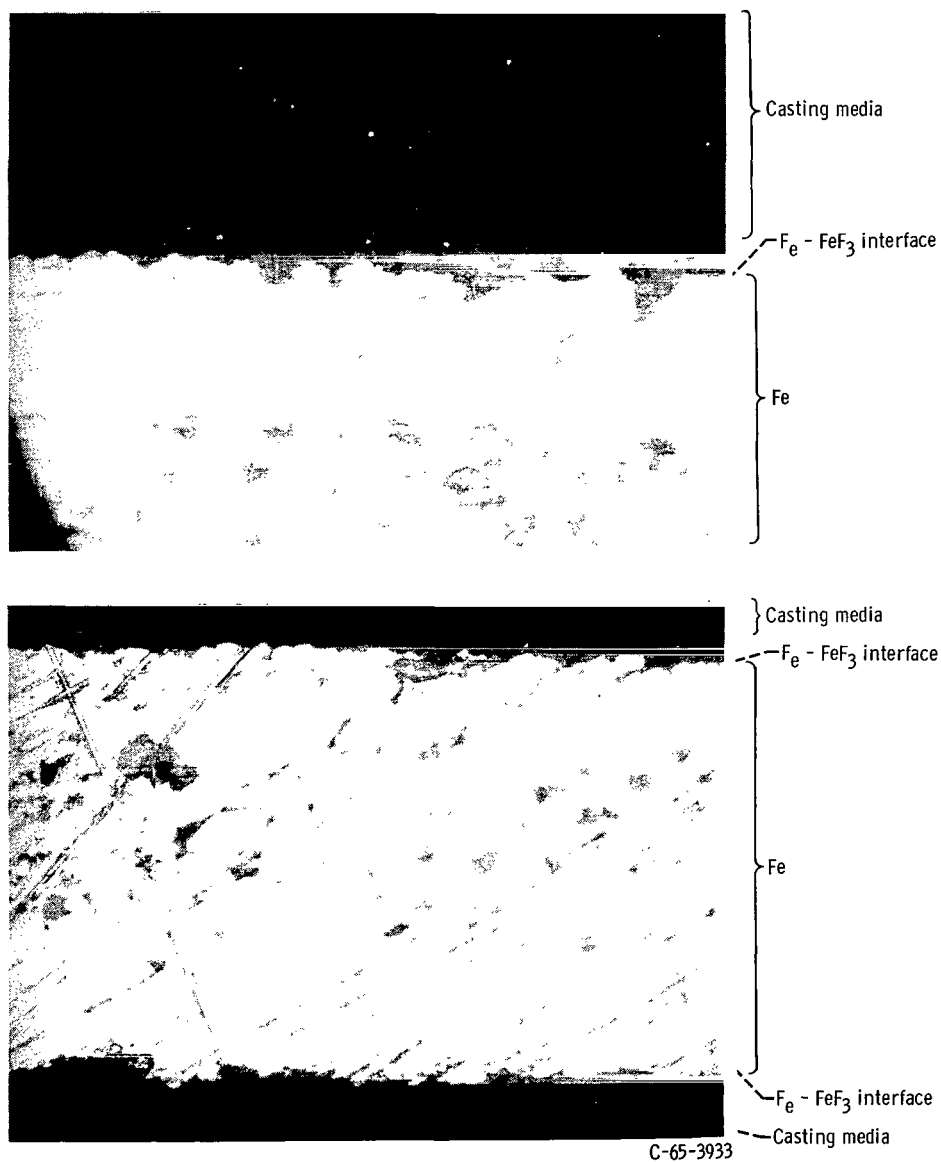 Casting media
Fe - FeF3 interface
Fe
Casting media
Fe - FeF3 interface
Fe
Fe - FeF3 interface
Casting media
C-65-3933